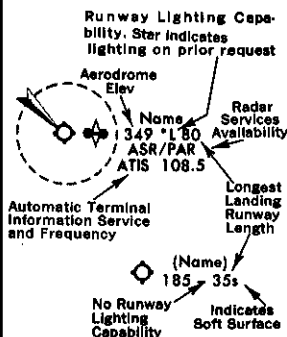 Runway Lighting Capa-
bility. Star indicates
lighting on prior request
Aerodrome
Elev
Name
349 *L 80
ASR/PAR
ATIS 108.5
Radar
Services
Availability
Automatic Terminal
Information Service
and Frequency
Longest
Landing
Runway
Length
(Name)
185 - 35s
No Runway
Lighting
Capability
Indicates
Soft Surface